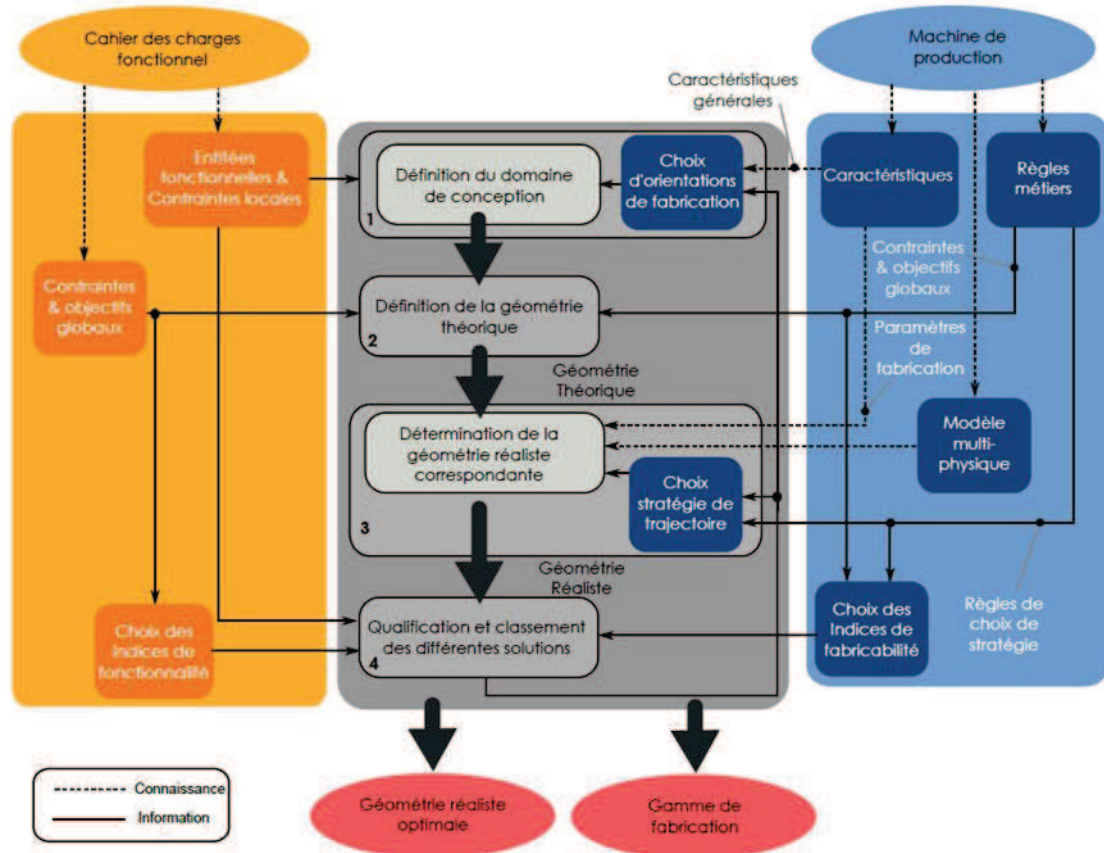 Cahier des charges
fonctionnel
Machine de
production
Caractéristiques
générales
Entitées
fonctionnelles &
Contraintes locales
Définition du domaine
de conception
1
Choix
d'orientations
de fabrication
Caractéristiques
Règles
métiers
Contraintes
& objectifs
globaux
Contraintes
& objectifs
globaux
Définition de la géométrie
théorique
2
Paramètres
de
fabrication
Géométrie
Théorique
Détermination de la
géométrie réaliste
correspondante
Choix
stratégie de
trajectoire
3
Modèle
multi-
physique
Géométrie
Réaliste
Choix des
Indices de
fonctionnalité
Qualification et classement
des différentes solutions
4
Choix des
Indices de
fabricabilité
Règles de
choix de
stratégie
Connaissance
Information
Géométrie réaliste
optimale
Gamme de
fabrication